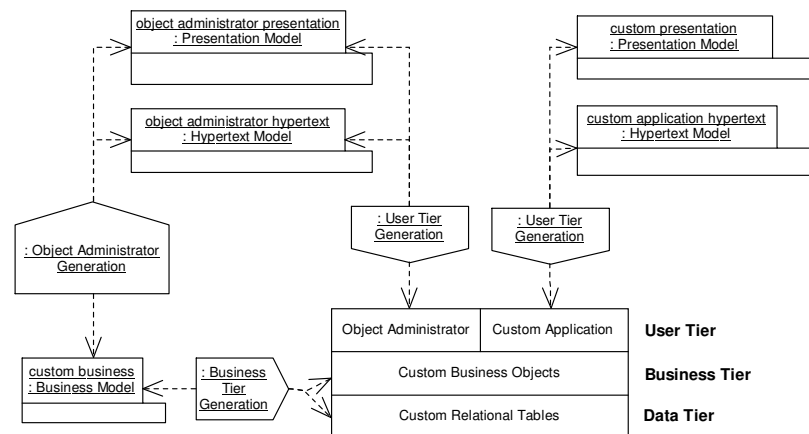 object administrator presentation
: Presentation Model
custom presentation
: Presentation Model
object administrator hypertext
: Hypertext Model
custom application hypertext
: Hypertext Model
: Object Administrator
Generation
: User Tier
Generation
: User Tier
Generation
Object Administrator
Custom Application
User Tier
custom business
: Business Model
: Business
Tier
Generation
Custom Business Objects
Business Tier
Custom Relational Tables
Data Tier